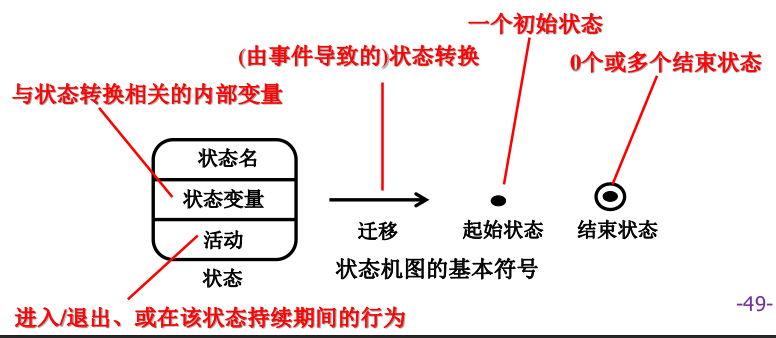 一个初始状态
(由事件导致的)状态转换
0个或多个结束状态
与状态转换相关的内部变量
状态名
状态变量
活动
状态
迁移
起始状态
结束状态
状态机图的基本符号
进入/退出、或在该状态持续期间的行为
-49-